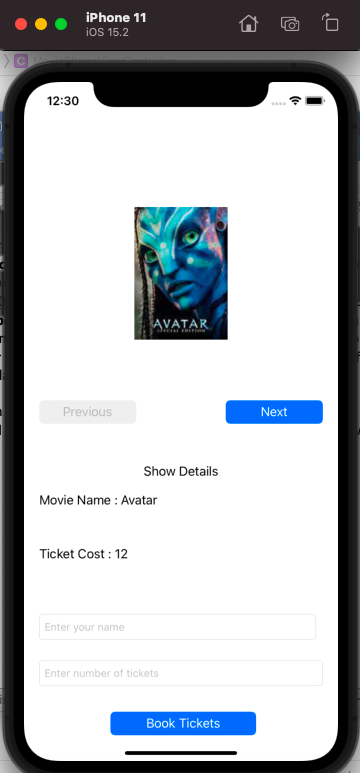 iPhone 11
iOS 15.2
12:30
AVATAR
SPECIAL EDITION
Previous
Next
Show Details
Movie Name : Avatar
Ticket Cost : 12
Enter your name
Enter number of tickets
Book Tickets